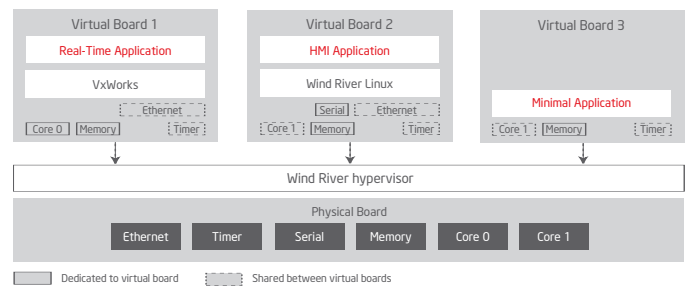 Virtual Board 1
Real-Time Application
VxWorks
Ethernet
Core 0 Memory Timer
Virtual Board 2
HMI Application
Wind River Linux
Serial Ethernet
Core 1 Memory Timer
Virtual Board 3
Minimal Application
Core 1 Memory Timer
Wind River hypervisor
Physical Board
Ethernet Timer Serial Memory Core 0 Core 1
Dedicated to virtual board Shared between virtual boards